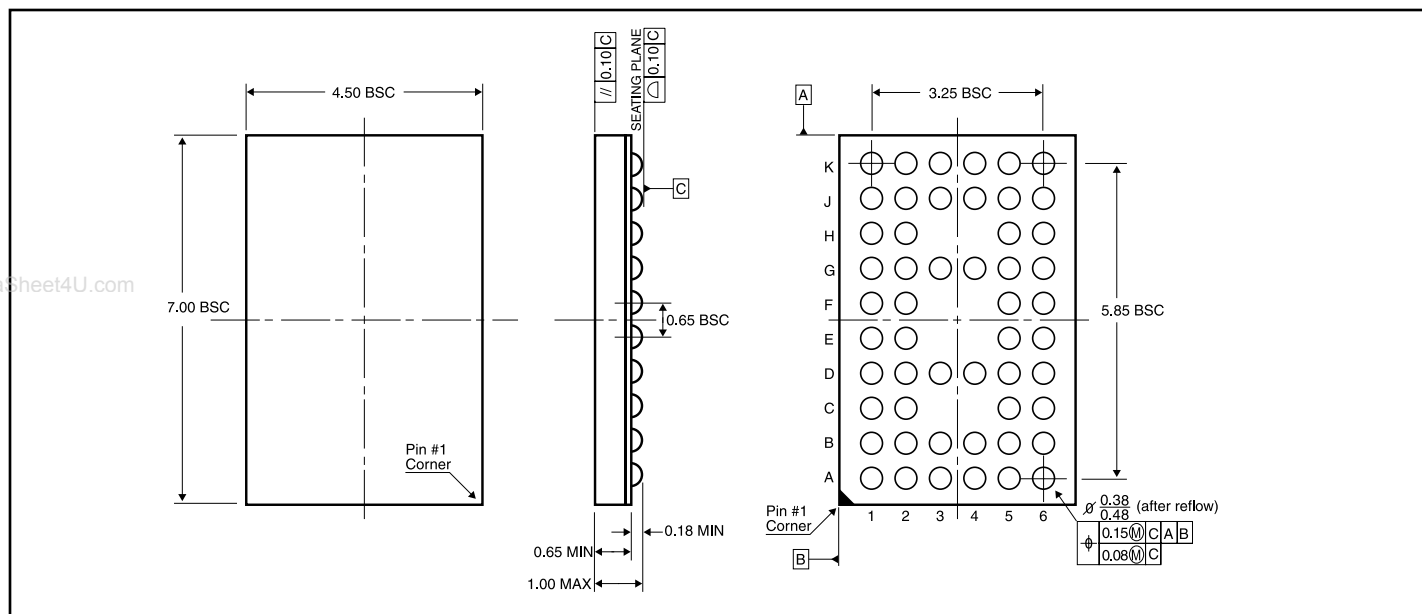 4.50 BSC
7.00 BSC
Pin #1
Corner
// 0.10 C
SEATING PLANE
⌓ 0.10 C
C
0.65 BSC
0.18 MIN
0.65 MIN
1.00 MAX
A
3.25 BSC
K
J
H
G
F
E
D
C
B
A
5.85 BSC
1 2 3 4 5 6
Pin #1
Corner
B
⌀ 0.38 (after reflow)
0.48
⌖ 0.15 Ⓜ C A B
0.08 Ⓜ C
Sheet4U.com